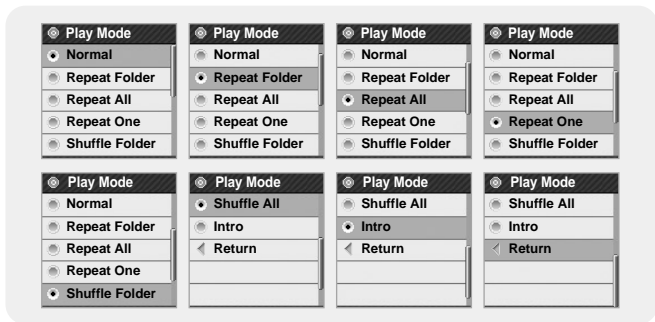 Play Mode
Normal
Repeat Folder
Repeat All
Repeat One
Shuffle Folder
Play Mode
Normal
Repeat Folder
Repeat All
Repeat One
Shuffle Folder
Play Mode
Normal
Repeat Folder
Repeat All
Repeat One
Shuffle Folder
Play Mode
Normal
Repeat Folder
Repeat All
Repeat One
Shuffle Folder
Play Mode
Normal
Repeat Folder
Repeat All
Repeat One
Shuffle Folder
Play Mode
Shuffle All
Intro
Return
Play Mode
Shuffle All
Intro
Return
Play Mode
Shuffle All
Intro
Return